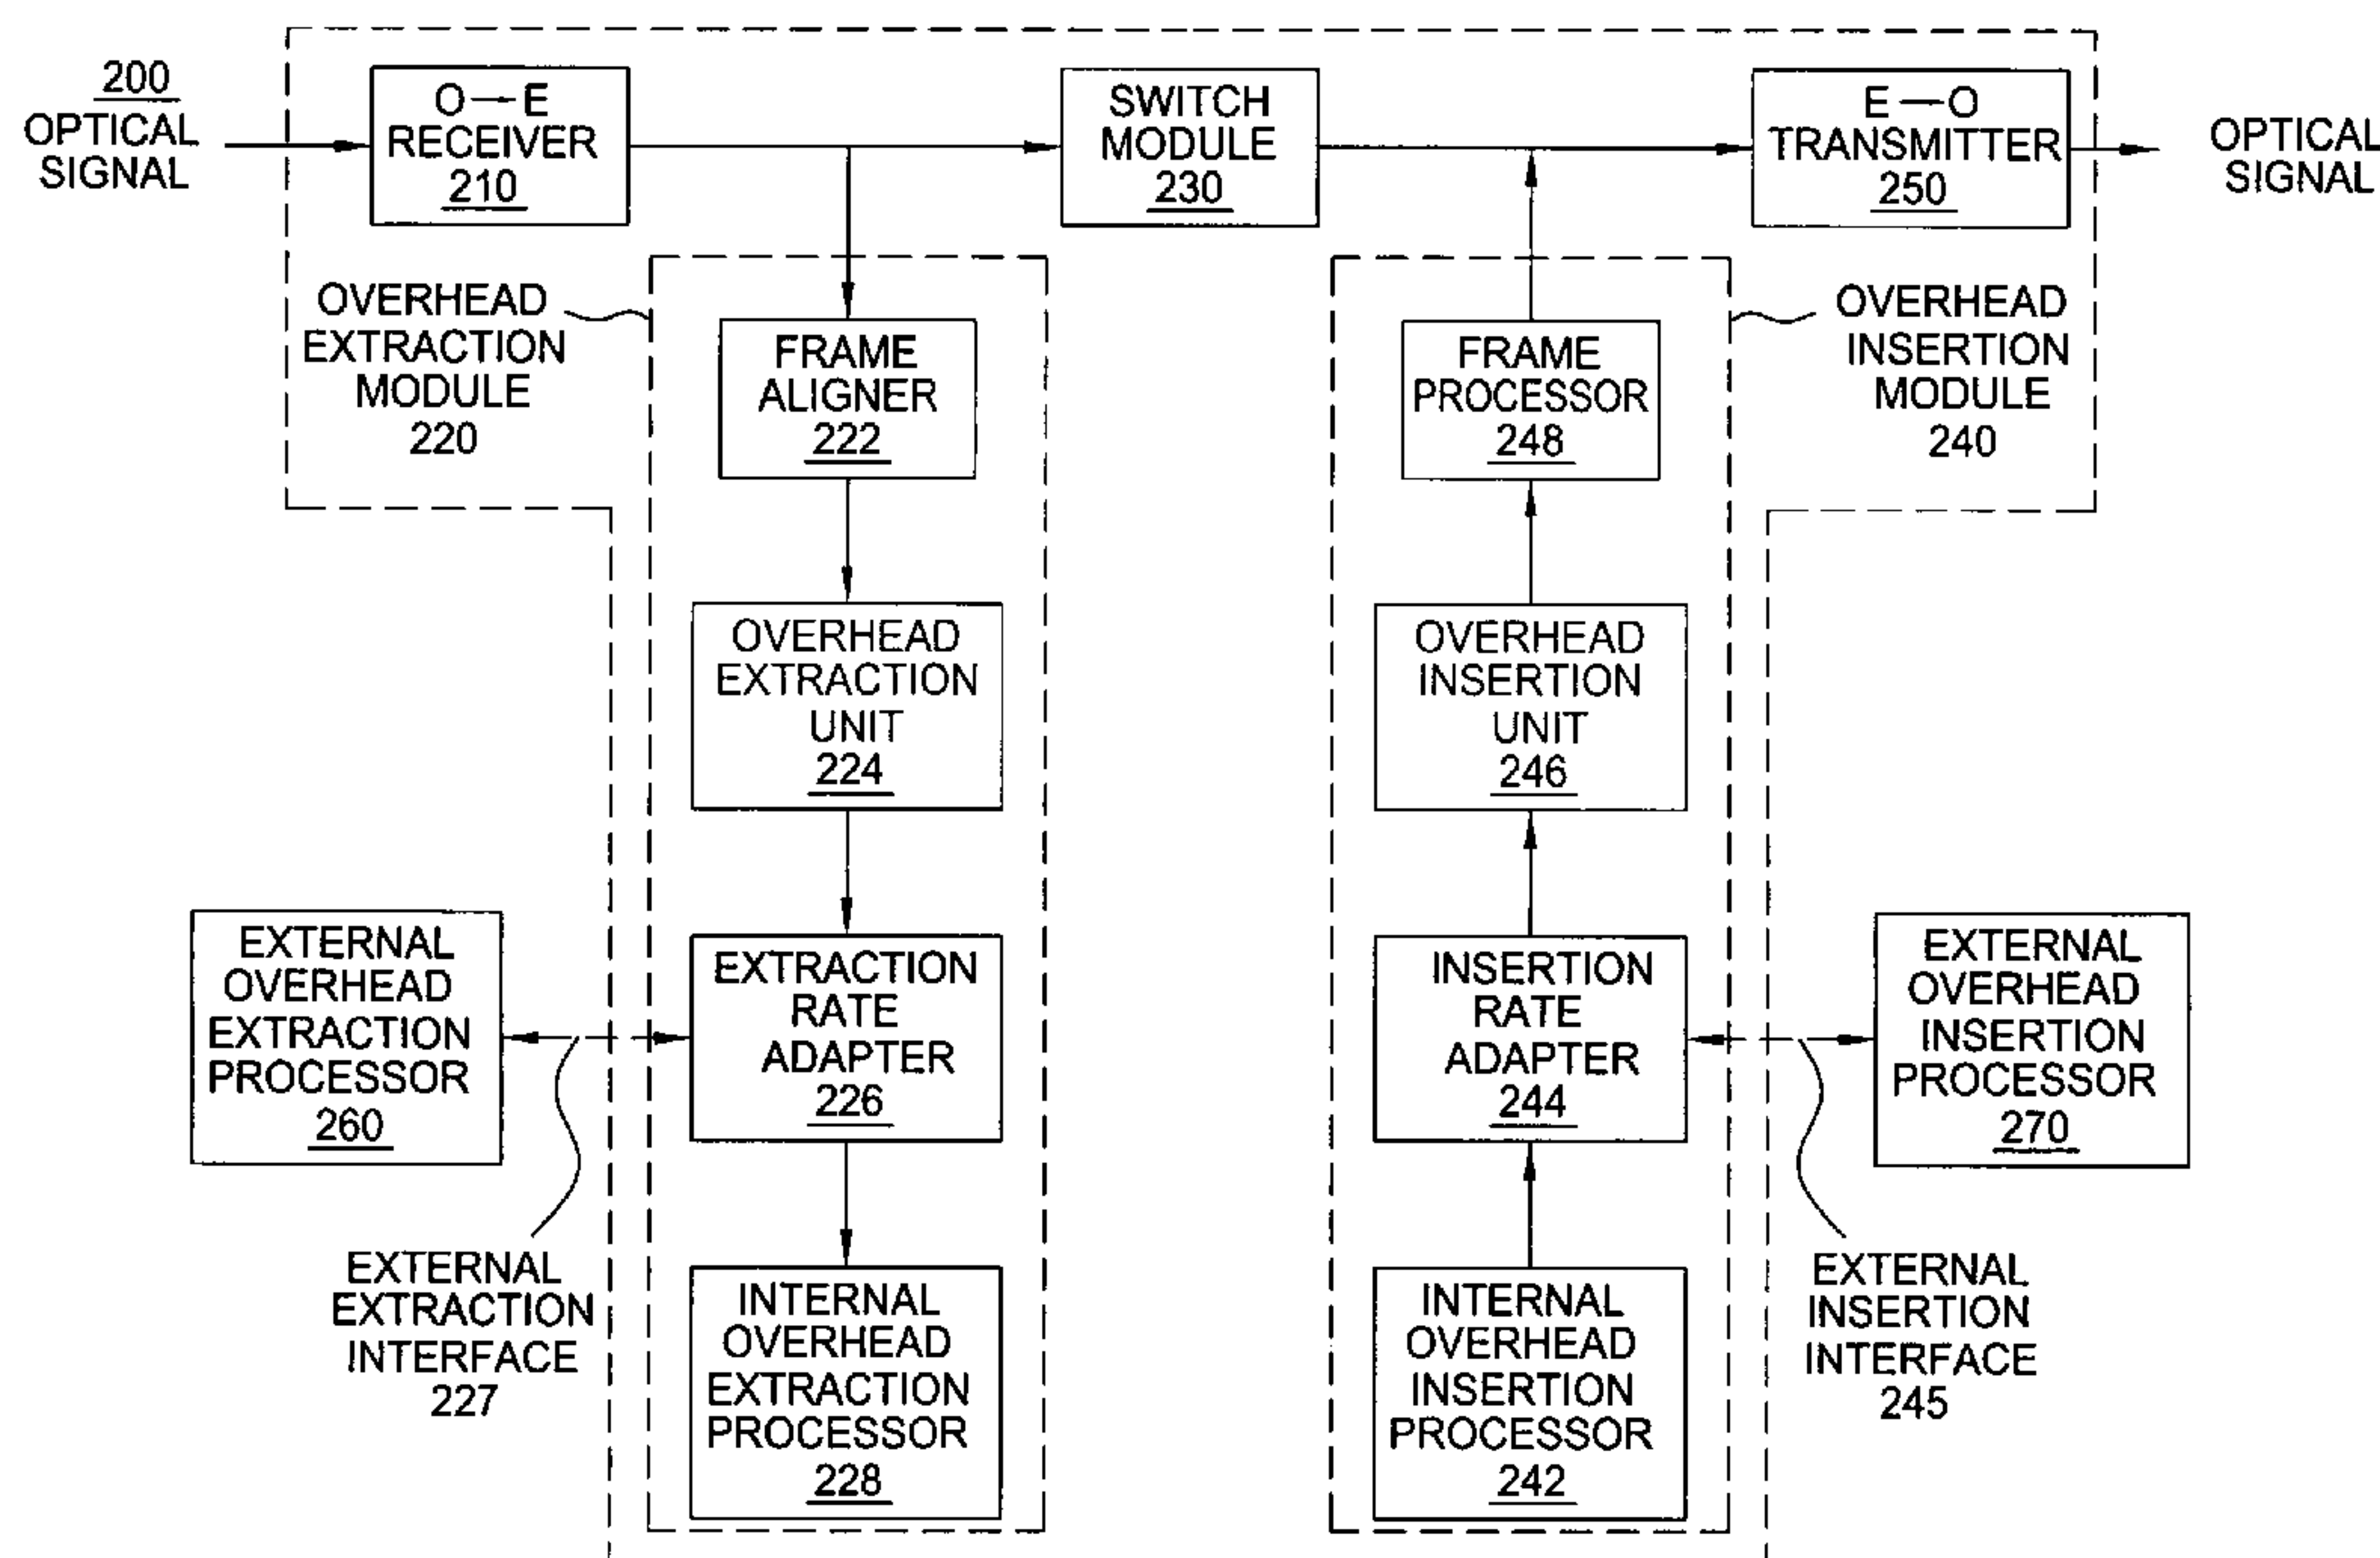 200
OPTICAL
SIGNAL
O→E
RECEIVER
210
SWITCH
MODULE
230
E—O
TRANSMITTER
250
OPTICAL
SIGNAL
OVERHEAD
EXTRACTION
MODULE
220
FRAME
ALIGNER
222
FRAME
PROCESSOR
248
OVERHEAD
INSERTION
MODULE
240
OVERHEAD
EXTRACTION
UNIT
224
OVERHEAD
INSERTION
UNIT
246
EXTERNAL
OVERHEAD
EXTRACTION
PROCESSOR
260
EXTRACTION
RATE
ADAPTER
226
INSERTION
RATE
ADAPTER
244
EXTERNAL
OVERHEAD
INSERTION
PROCESSOR
270
EXTERNAL
EXTRACTION
INTERFACE
227
INTERNAL
OVERHEAD
EXTRACTION
PROCESSOR
228
INTERNAL
OVERHEAD
INSERTION
PROCESSOR
242
EXTERNAL
INSERTION
INTERFACE
245